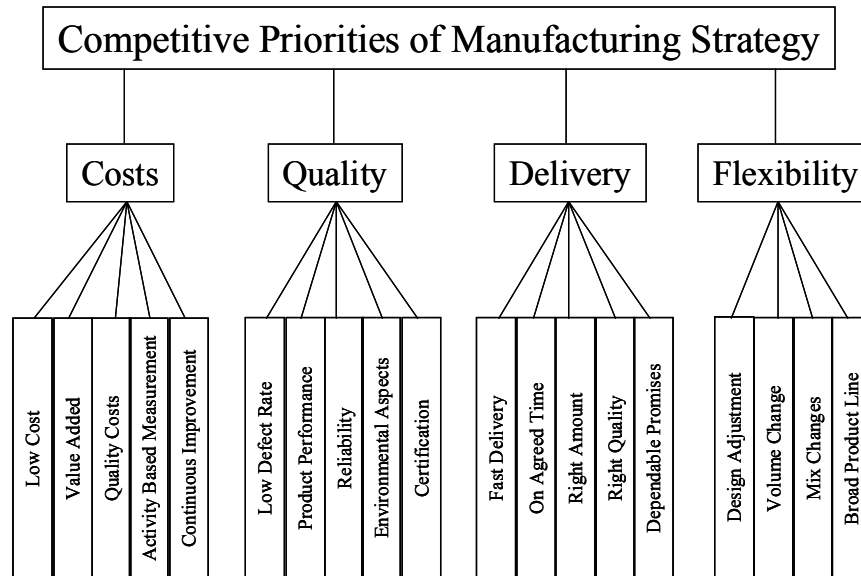 Competitive Priorities of Manufacturing Strategy
Costs
Quality
Delivery
Flexibility
Low Cost
Value Added
Quality Costs
Activity Based Measurement
Continuous Improvement
Low Defect Rate
Product Performance
Reliability
Environmental Aspects
Certification
Fast Delivery
On Agreed Time
Right Amount
Right Quality
Dependable Promises
Design Adjustment
Volume Change
Mix Changes
Broad Product Line